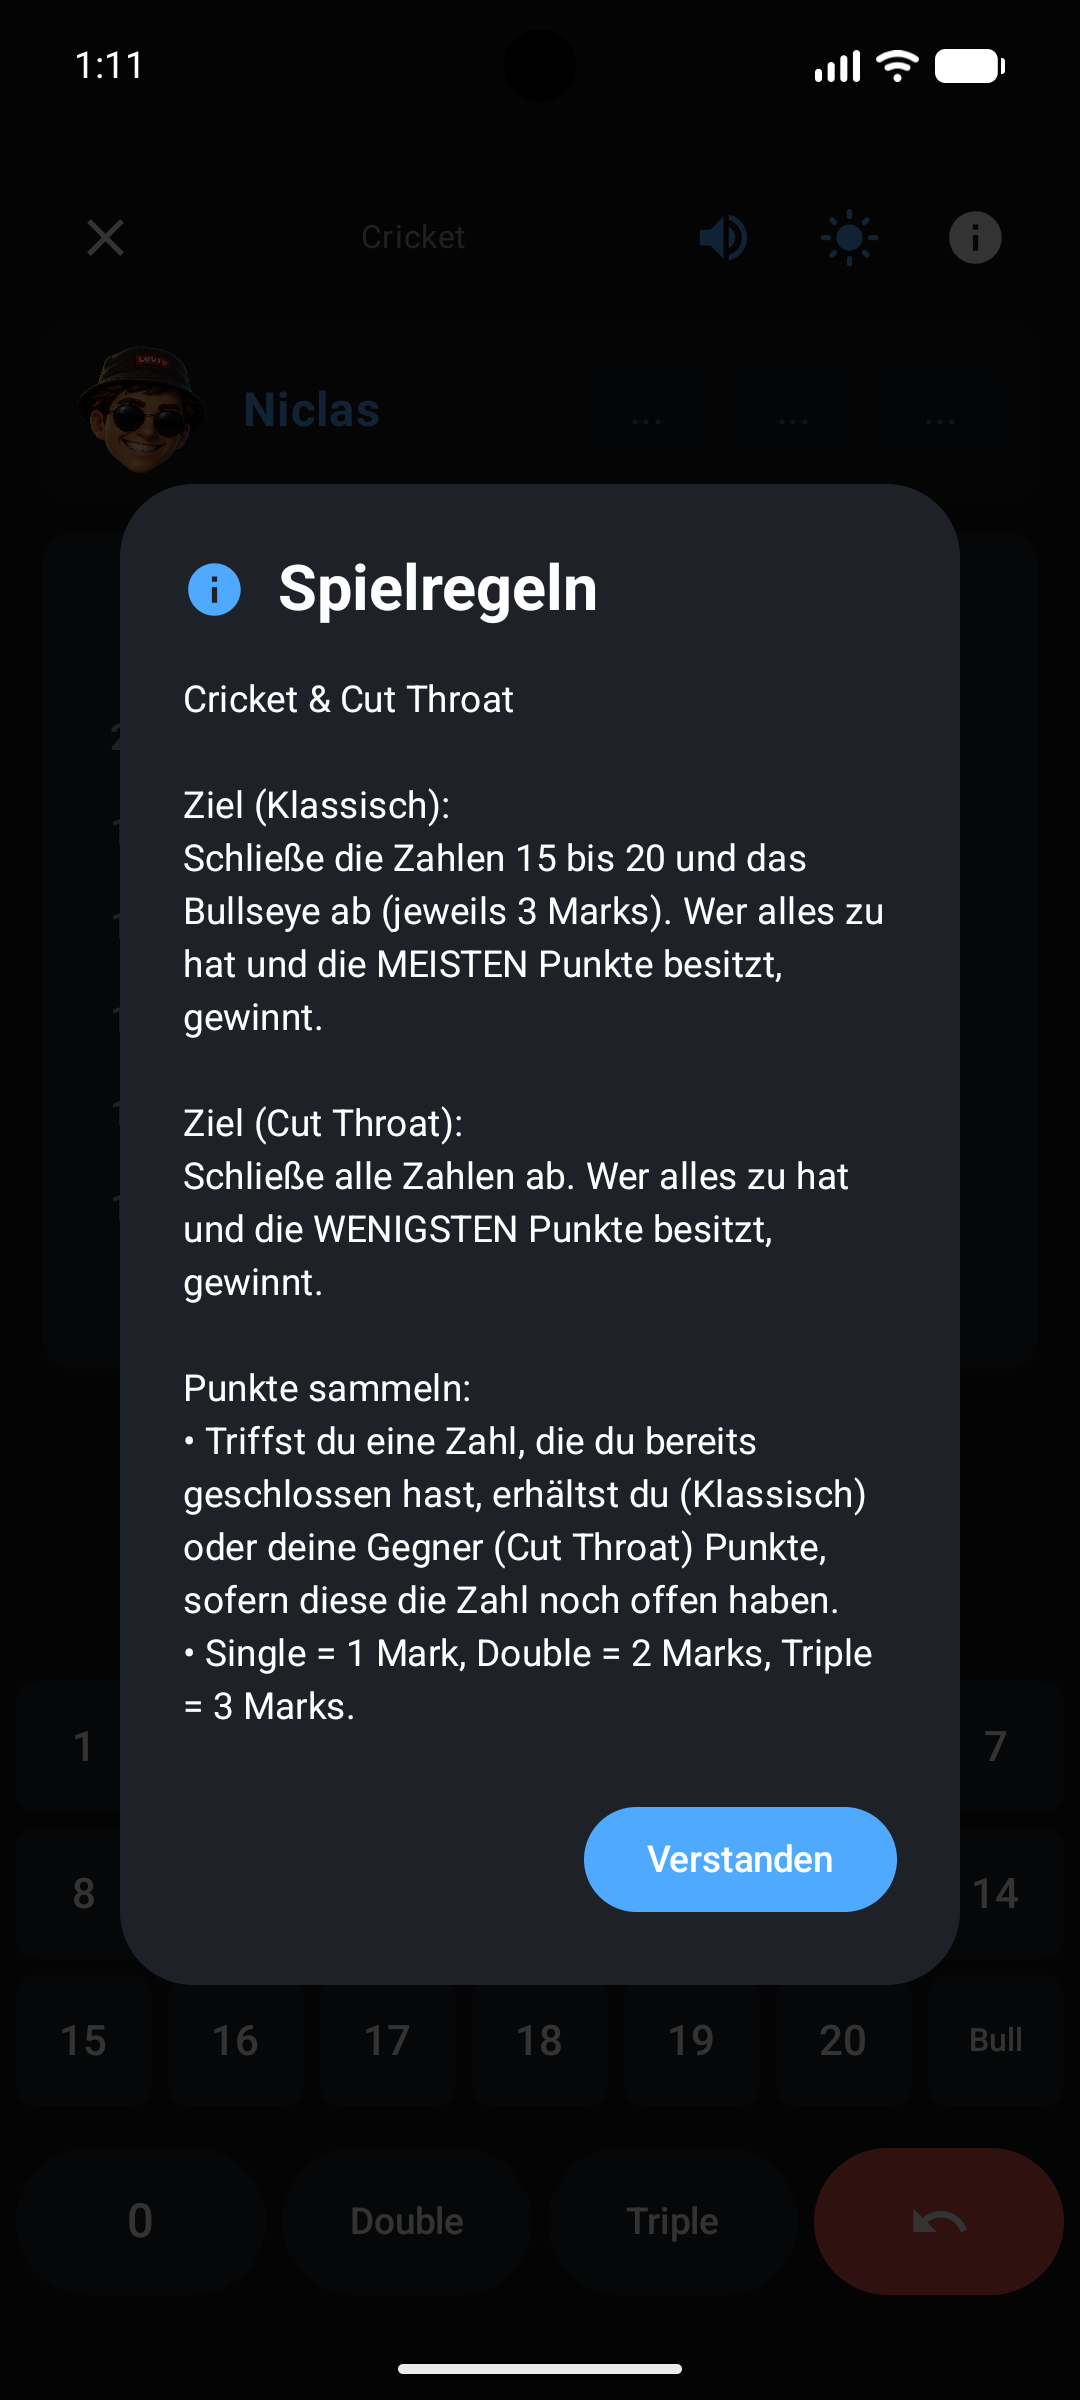 1:11
Cricket
Niclas
... ... ...
Spielregeln
Cricket & Cut Throat
Ziel (Klassisch):
Schließe die Zahlen 15 bis 20 und das
Bullseye ab (jeweils 3 Marks). Wer alles zu
hat und die MEISTEN Punkte besitzt,
gewinnt.
Ziel (Cut Throat):
Schließe alle Zahlen ab. Wer alles zu hat
und die WENIGSTEN Punkte besitzt,
gewinnt.
Punkte sammeln:
• Triffst du eine Zahl, die du bereits
geschlossen hast, erhältst du (Klassisch)
oder deine Gegner (Cut Throat) Punkte,
sofern diese die Zahl noch offen haben.
• Single = 1 Mark, Double = 2 Marks, Triple
= 3 Marks.
Verstanden
1 7
8 14
15 16 17 18 19 20 Bull
0 Double Triple